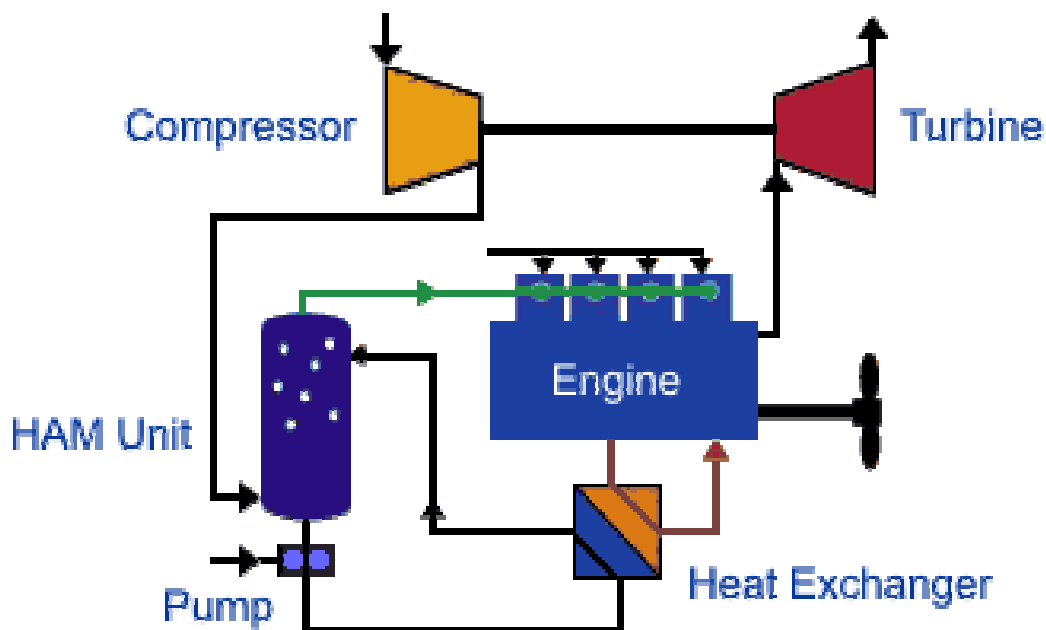 Compressor
Turbine
Engine
HAM Unit
Heat Exchanger
Pump